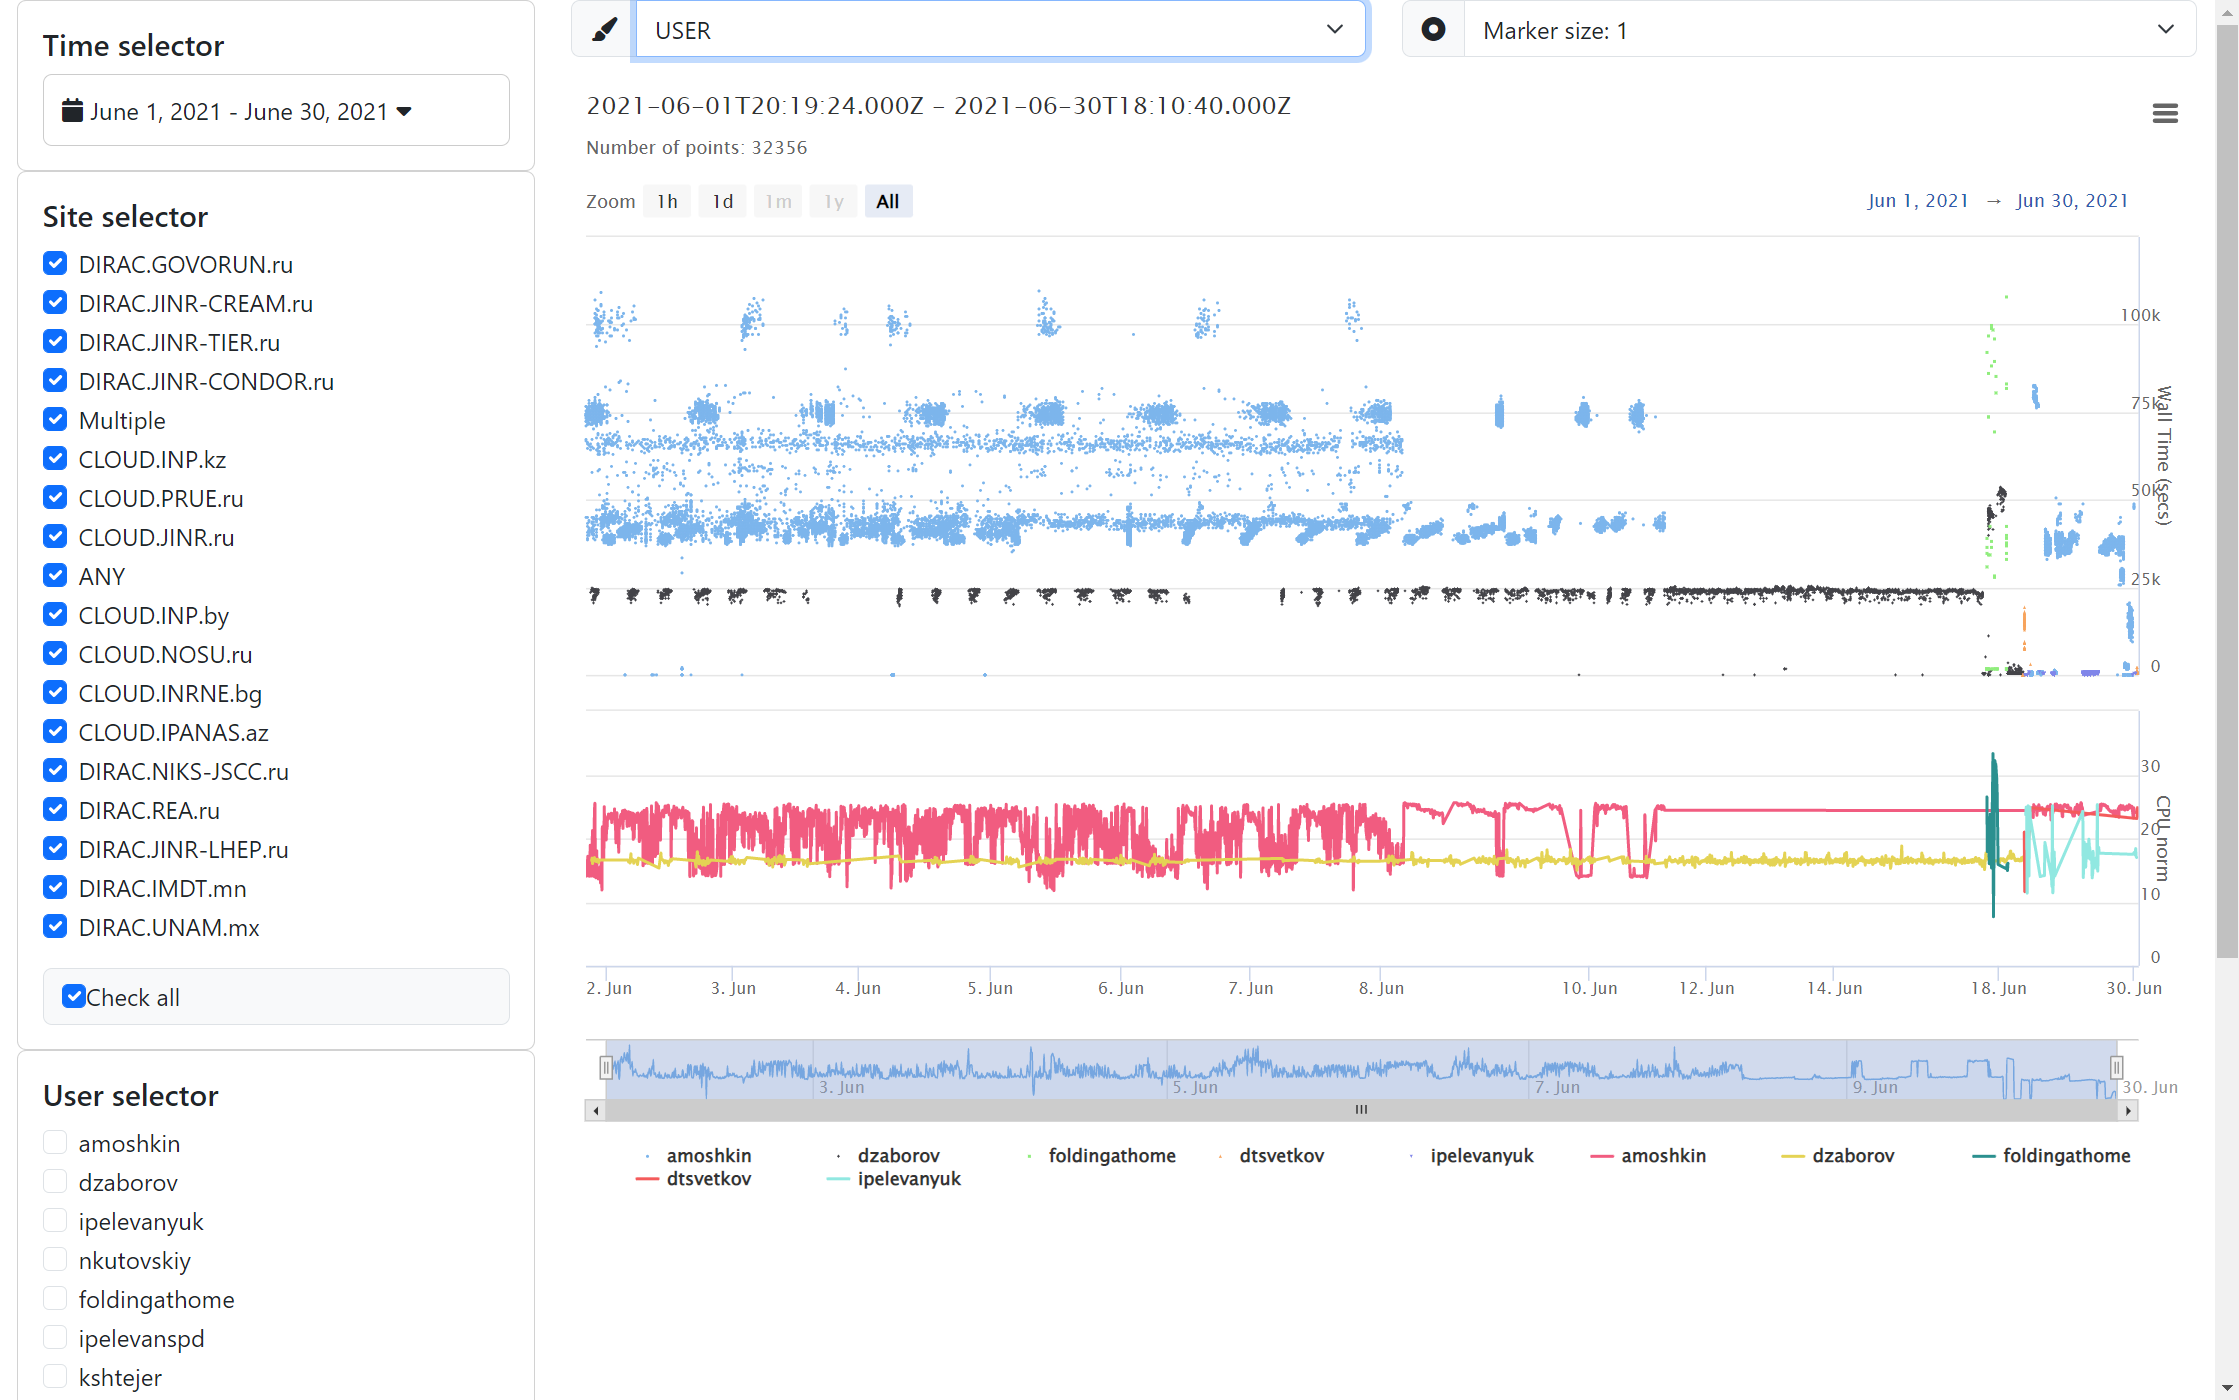 Time selector
June 1, 2021 - June 30, 2021
Site selector
DIRAC.GOVORUN.ru
DIRAC.JINR-CREAM.ru
DIRAC.JINR-TIER.ru
DIRAC.JINR-CONDOR.ru
Multiple
CLOUD.INP.kz
CLOUD.PRUE.ru
CLOUD.JINR.ru
ANY
CLOUD.INP.by
CLOUD.NOSU.ru
CLOUD.INRNE.bg
CLOUD.IPANAS.az
DIRAC.NIKS-JSCC.ru
DIRAC.REA.ru
DIRAC.JINR-LHEP.ru
DIRAC.IMDT.mn
DIRAC.UNAM.mx
Check all
User selector
amoshkin
dzaborov
ipelevanyuk
nkutovskiy
foldingathome
ipelevanspd
kshtejer
USER
Marker size: 1
2021-06-01T20:19:24.000Z - 2021-06-30T18:10:40.000Z
Number of points: 32356
Zoom 1h 1d 1m 1y All
Jun 1, 2021 → Jun 30, 2021
100k
75k
50k
25k
0
Wall Time (secs)
30
20
10
0
CPU norm
2. Jun 3. Jun 4. Jun 5. Jun 6. Jun 7. Jun 8. Jun 10. Jun 12. Jun 14. Jun 18. Jun 30. Jun
3. Jun 5. Jun 7. Jun 9. Jun 30. Jun
amoshkin dzaborov foldingathome dtsvetkov ipelevanyuk amoshkin dzaborov foldingathome
dtsvetkov ipelevanyuk